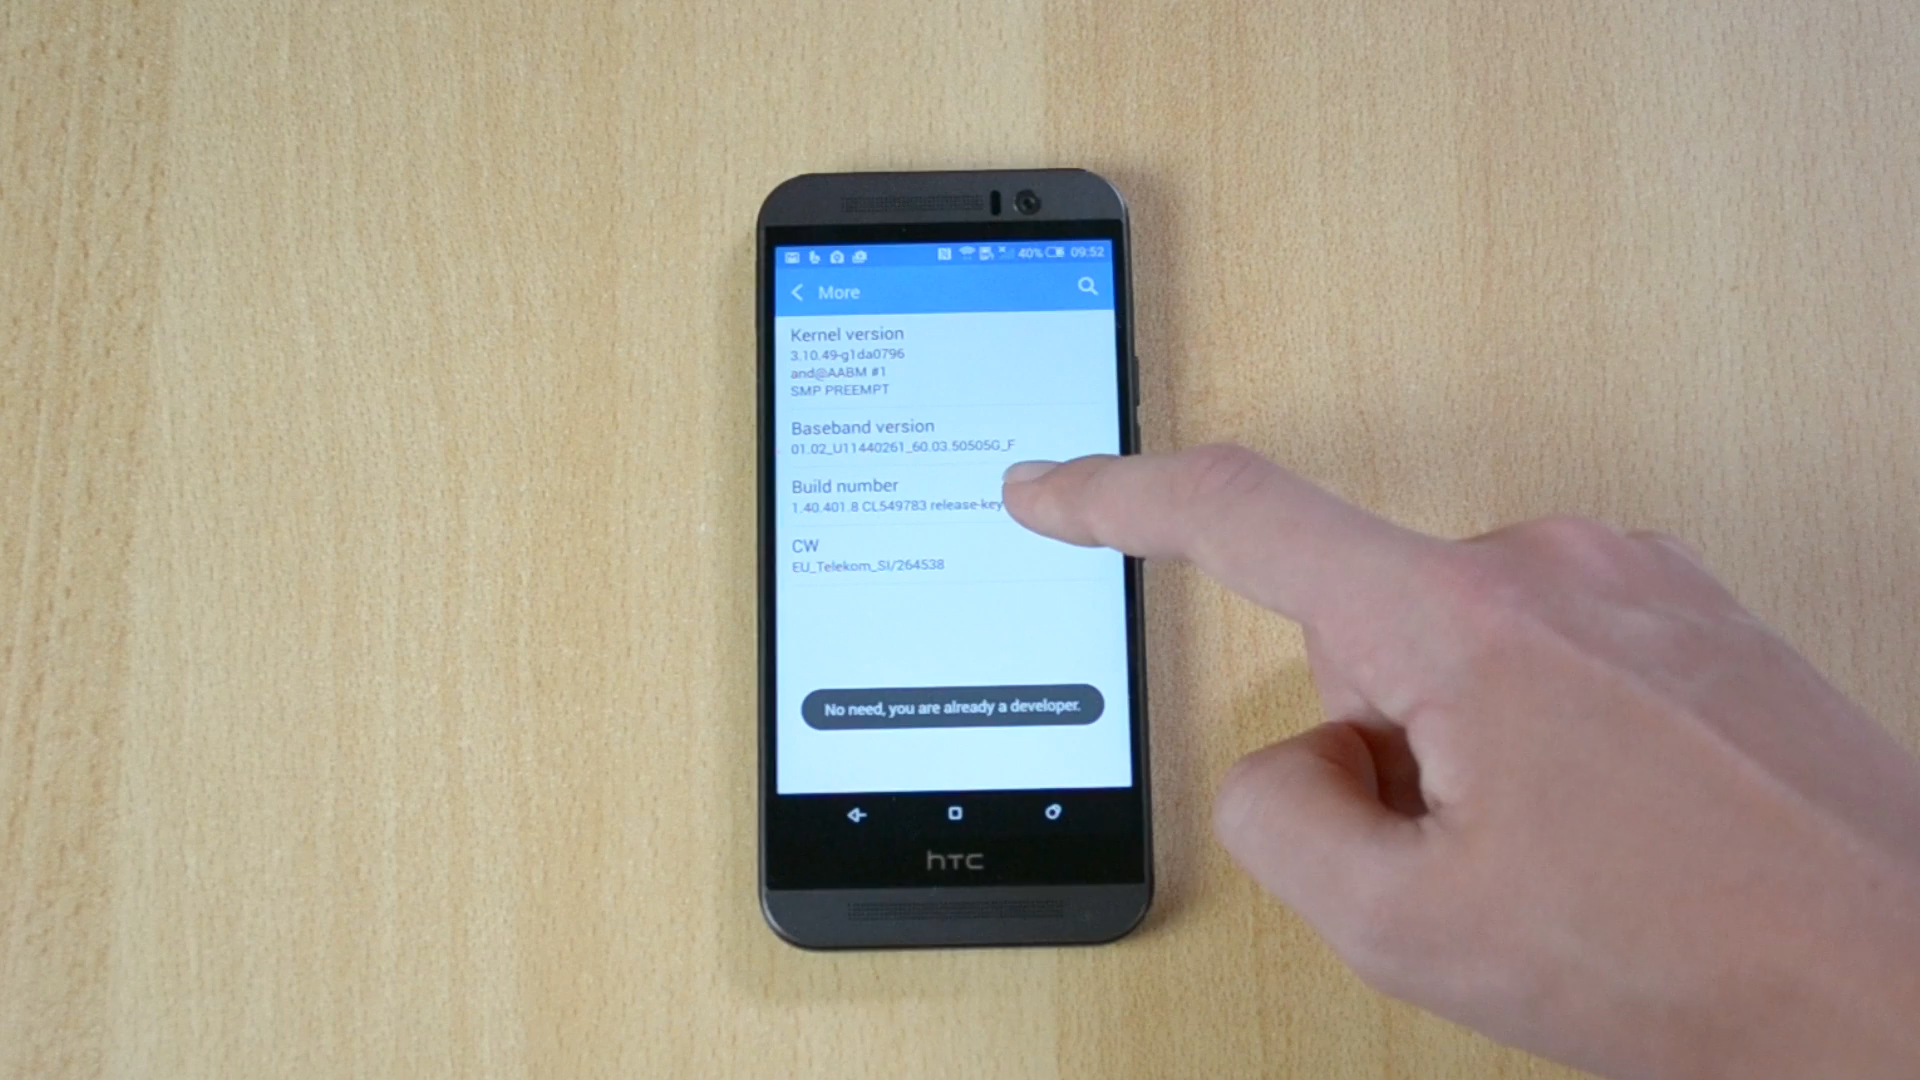 40% 09:52
More
Kernel version
3.10.49-g1da0796
and@AABM #1
SMP PREEMPT
Baseband version
01.02_U11440261_60.03.50505G_F
Build number
1.40.401.8 CL549783 release-key
CW
EU_Telekom_SI/264538
No need, you are already a developer.
hTC